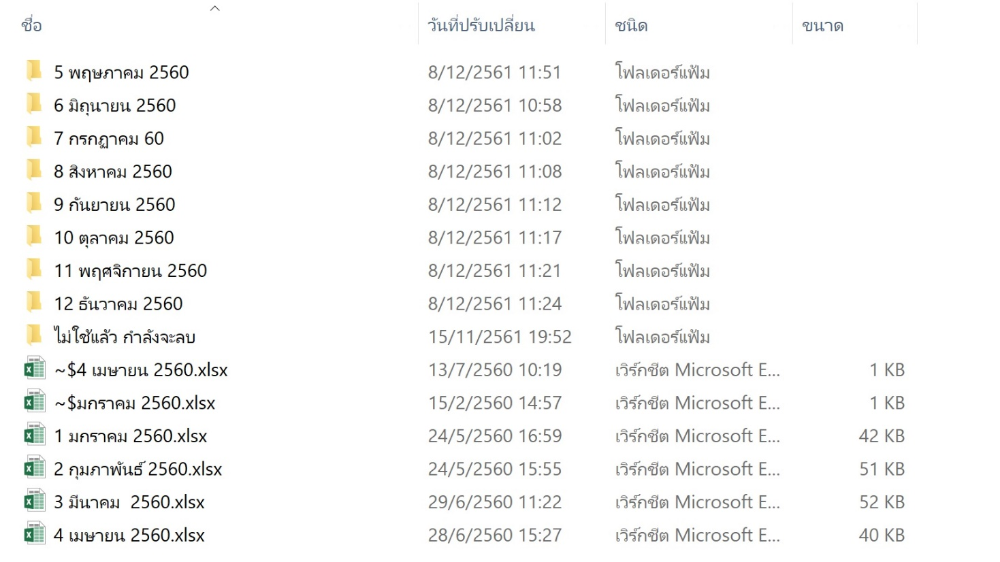 ชื่อ วันที่ปรับเปลี่ยน ชนิด ขนาด
5 พฤษภาคม 2560 8/12/2561 11:51 โฟลเดอร์แฟ้ม
6 มิถุนายน 2560 8/12/2561 10:58 โฟลเดอร์แฟ้ม
7 กรกฏาคม 60 8/12/2561 11:02 โฟลเดอร์แฟ้ม
8 สิงหาคม 2560 8/12/2561 11:08 โฟลเดอร์แฟ้ม
9 กันยายน 2560 8/12/2561 11:12 โฟลเดอร์แฟ้ม
10 ตุลาคม 2560 8/12/2561 11:17 โฟลเดอร์แฟ้ม
11 พฤศจิกายน 2560 8/12/2561 11:21 โฟลเดอร์แฟ้ม
12 ธันวาคม 2560 8/12/2561 11:24 โฟลเดอร์แฟ้ม
ไม่ใช้แล้ว กำลังจะลบ 15/11/2561 19:52 โฟลเดอร์แฟ้ม
~$4 เมษายน 2560.xlsx 13/7/2560 10:19 เวิร์กชีต Microsoft E... 1 KB
~$มกราคม 2560.xlsx 15/2/2560 14:57 เวิร์กชีต Microsoft E... 1 KB
1 มกราคม 2560.xlsx 24/5/2560 16:59 เวิร์กชีต Microsoft E... 42 KB
2 กุมภาพันธ์ 2560.xlsx 24/5/2560 15:55 เวิร์กชีต Microsoft E... 51 KB
3 มีนาคม  2560.xlsx 29/6/2560 11:22 เวิร์กชีต Microsoft E... 52 KB
4 เมษายน 2560.xlsx 28/6/2560 15:27 เวิร์กชีต Microsoft E... 40 KB